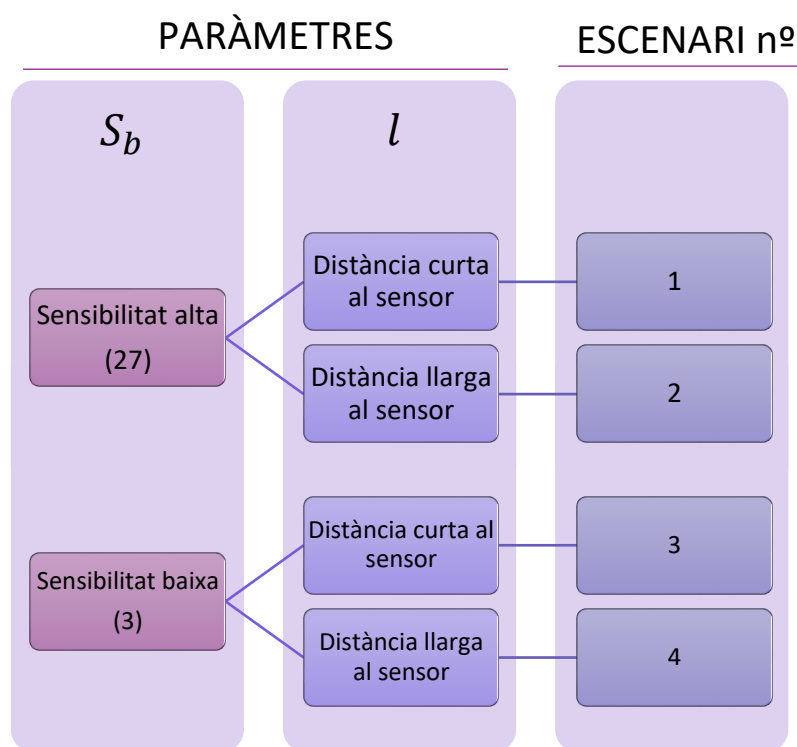 PARÀMETRES
ESCENARI nº
S_b
l
Sensibilitat alta
(27)
Distància curta
al sensor
1
Distància llarga
al sensor
2
Sensibilitat baixa
(3)
Distància curta al
sensor
3
Distància llarga
al sensor
4